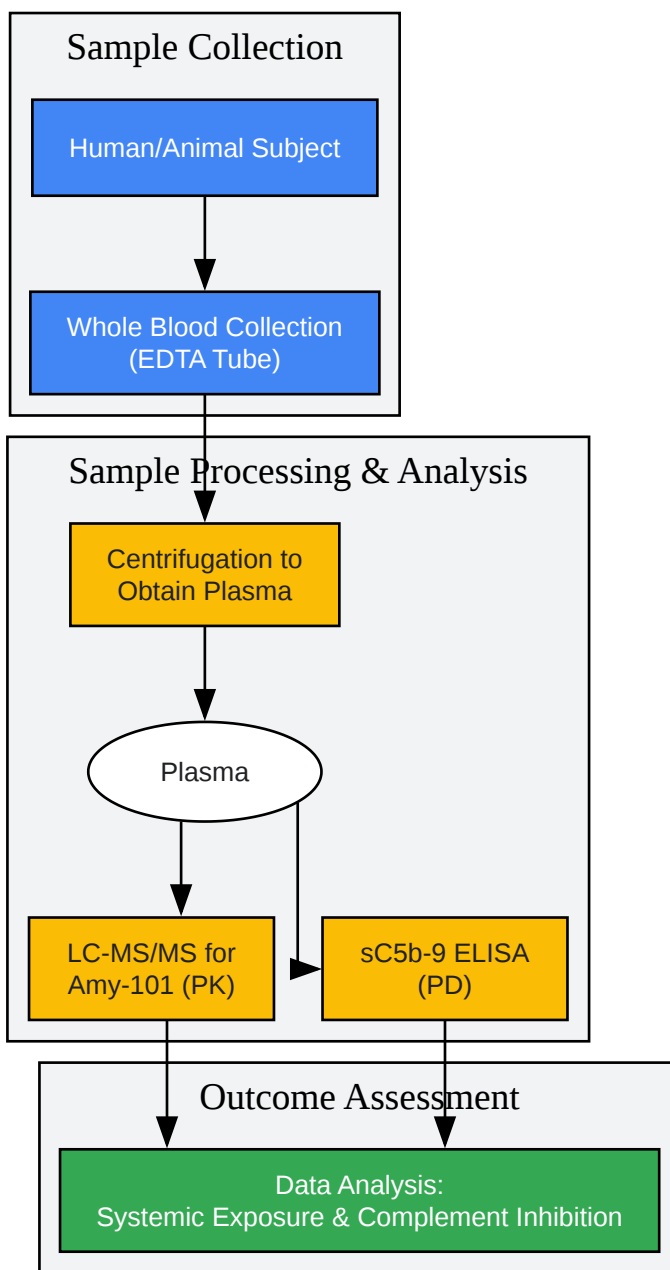 Sample Collection
Human/Animal Subject
Whole Blood Collection
(EDTA Tube)
Sample Processing & Analysis
Centrifugation to
Obtain Plasma
Plasma
LC-MS/MS for
Amy-101 (PK)
sC5b-9 ELISA
(PD)
Outcome Assessment
Data Analysis:
Systemic Exposure & Complement Inhibition